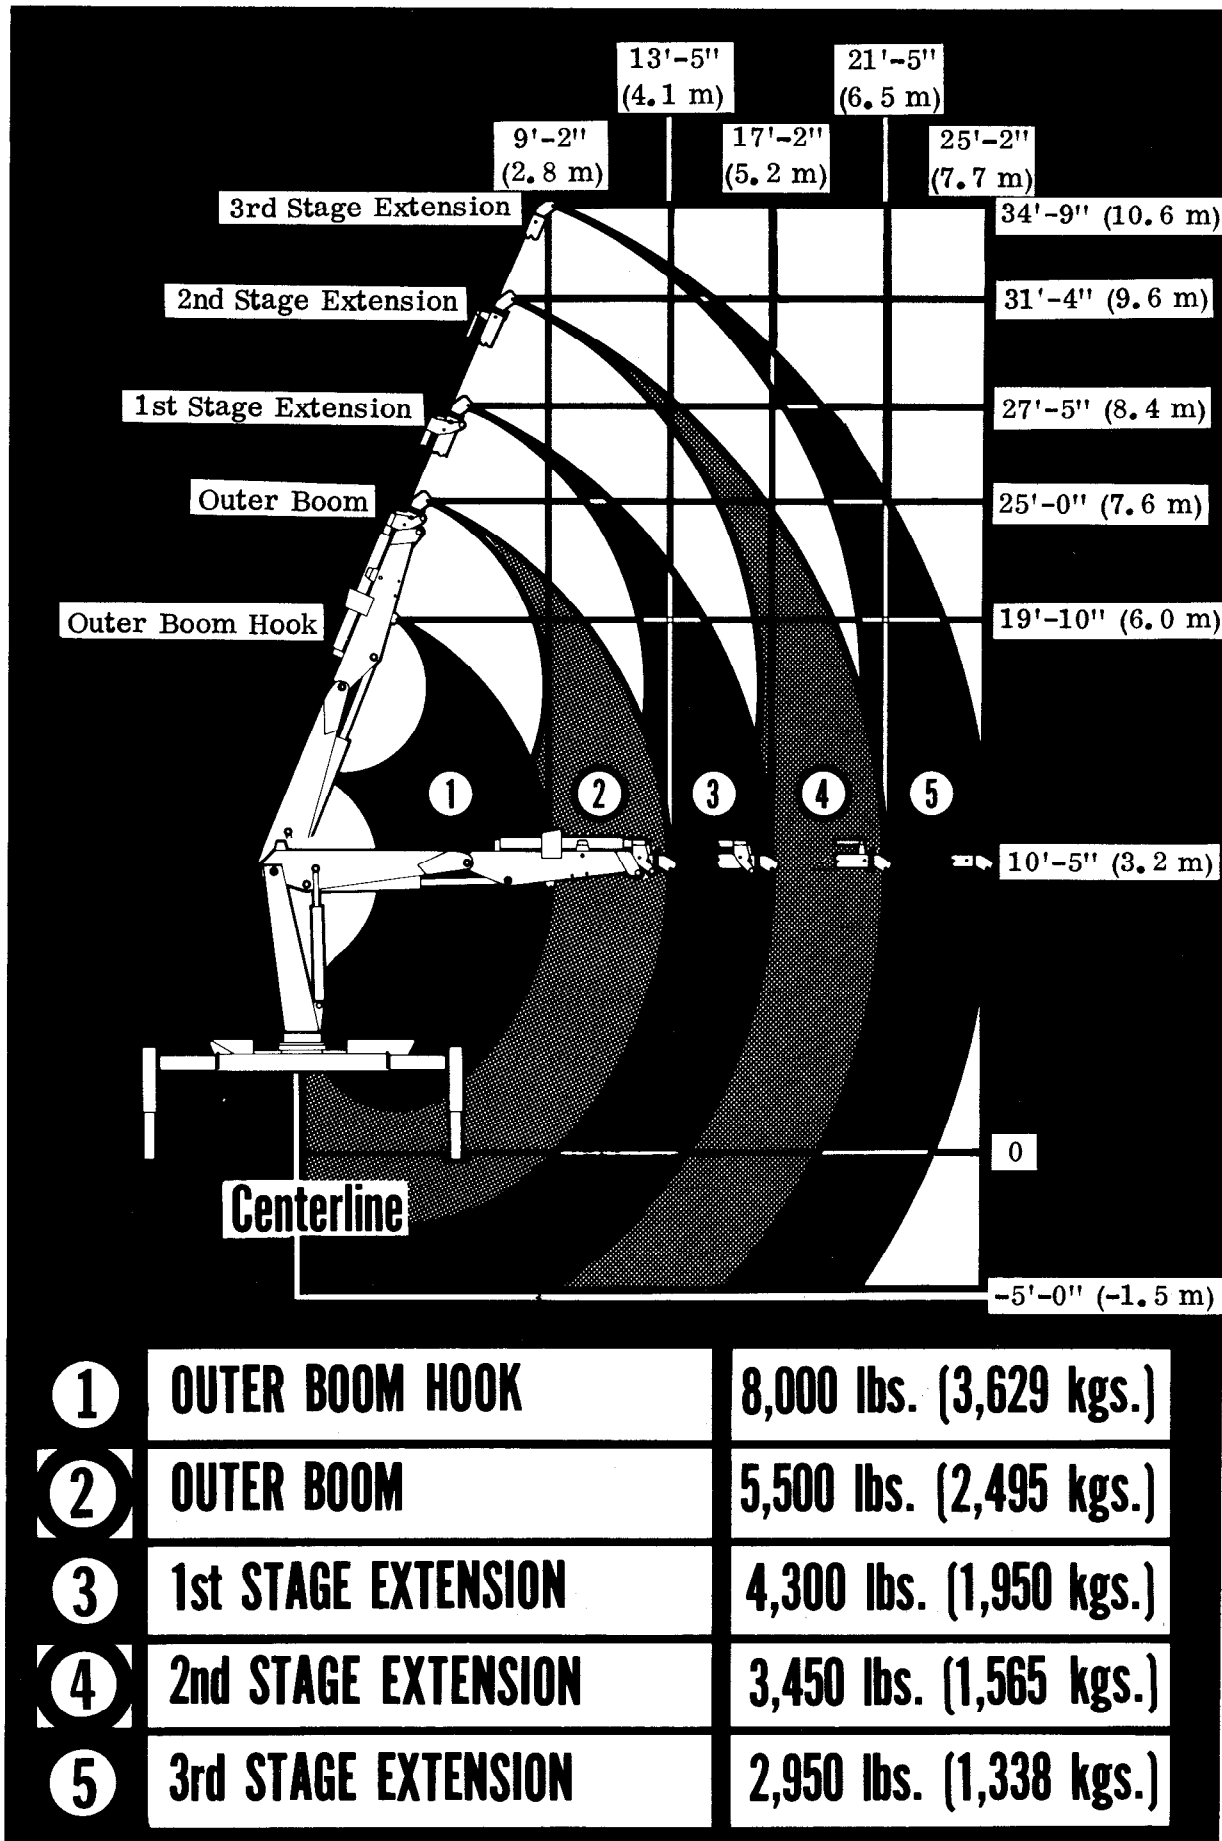 13'-5"
(4.1 m)
21'-5"
(6.5 m)
9'-2"
(2.8 m)
17'-2"
(5.2 m)
25'-2"
(7.7 m)
3rd Stage Extension
34'-9" (10.6 m)
2nd Stage Extension
31'-4" (9.6 m)
1st Stage Extension
27'-5" (8.4 m)
Outer Boom
25'-0" (7.6 m)
Outer Boom Hook
19'-10" (6.0 m)
1 2 3 4 5
10'-5" (3.2 m)
0
Centerline
-5'-0" (-1.5 m)
1 OUTER BOOM HOOK 8,000 lbs. (3,629 kgs.)
2 OUTER BOOM 5,500 lbs. (2,495 kgs.)
3 1st STAGE EXTENSION 4,300 lbs. (1,950 kgs.)
4 2nd STAGE EXTENSION 3,450 lbs. (1,565 kgs.)
5 3rd STAGE EXTENSION 2,950 lbs. (1,338 kgs.)